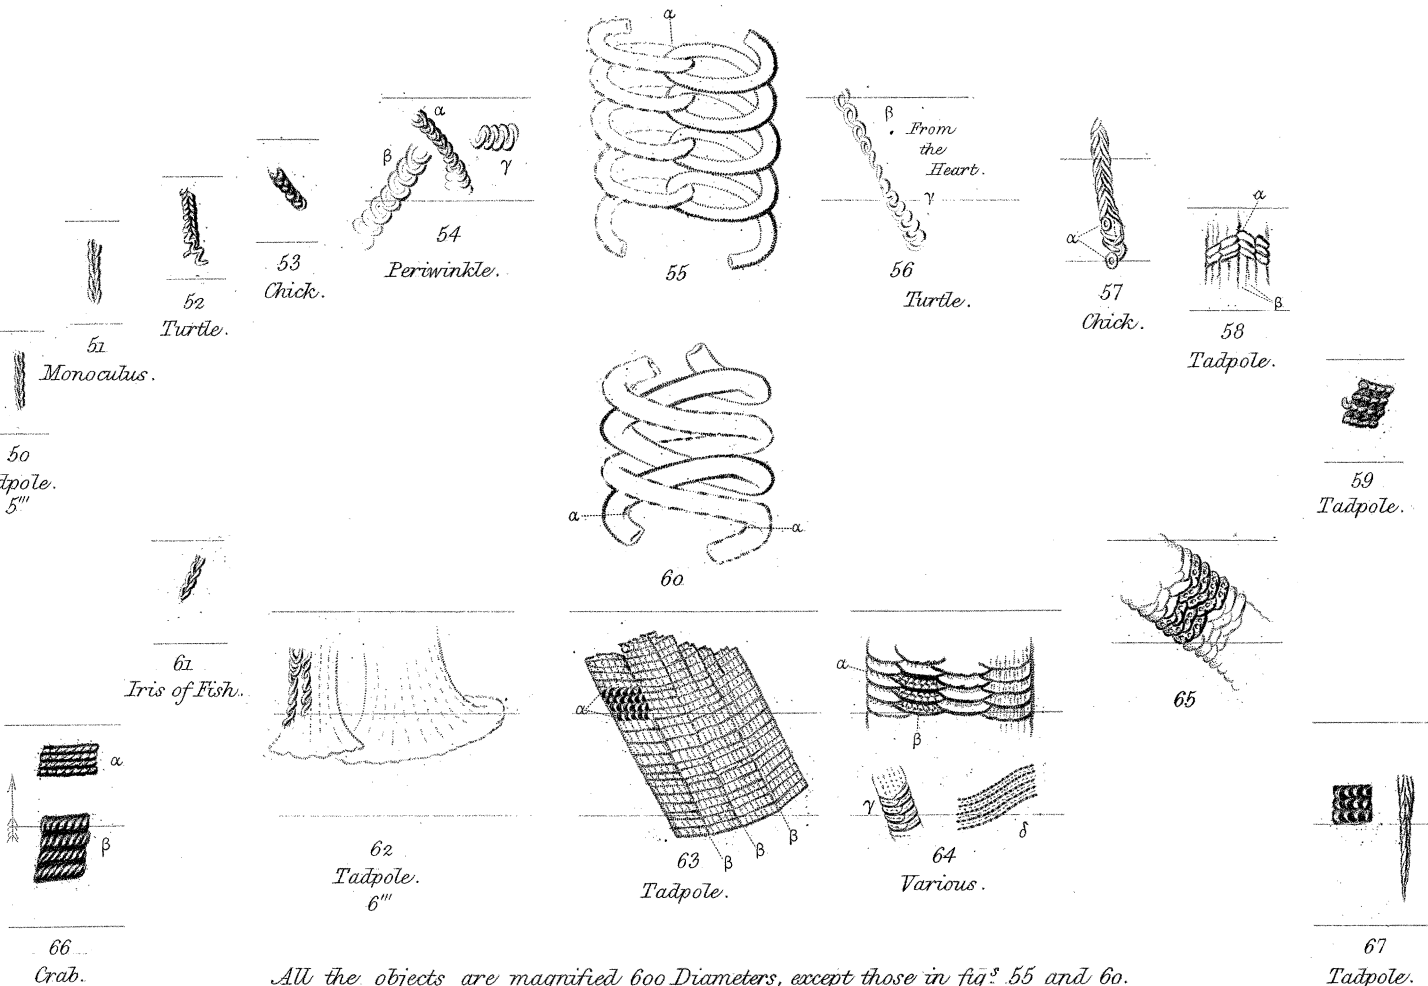 α
α
β
γ
54
Periwinkle.
53
Chick.
52
Turtle.
51
Monoculus.
50
dpole.
5'''
55
β
From
the
Heart.
γ
56
Turtle.
α
57
Chick.
α
β
58
Tadpole.
59
Tadpole.
α
α
60
61
Iris of Fish.
62
Tadpole.
6'''
α
β
β
β
63
Tadpole.
α
β
γ
δ
64
Various.
65
α
β
66
Crab.
67
Tadpole.
All the objects are magnified 600 Diameters, except those in figs. 55 and 60.